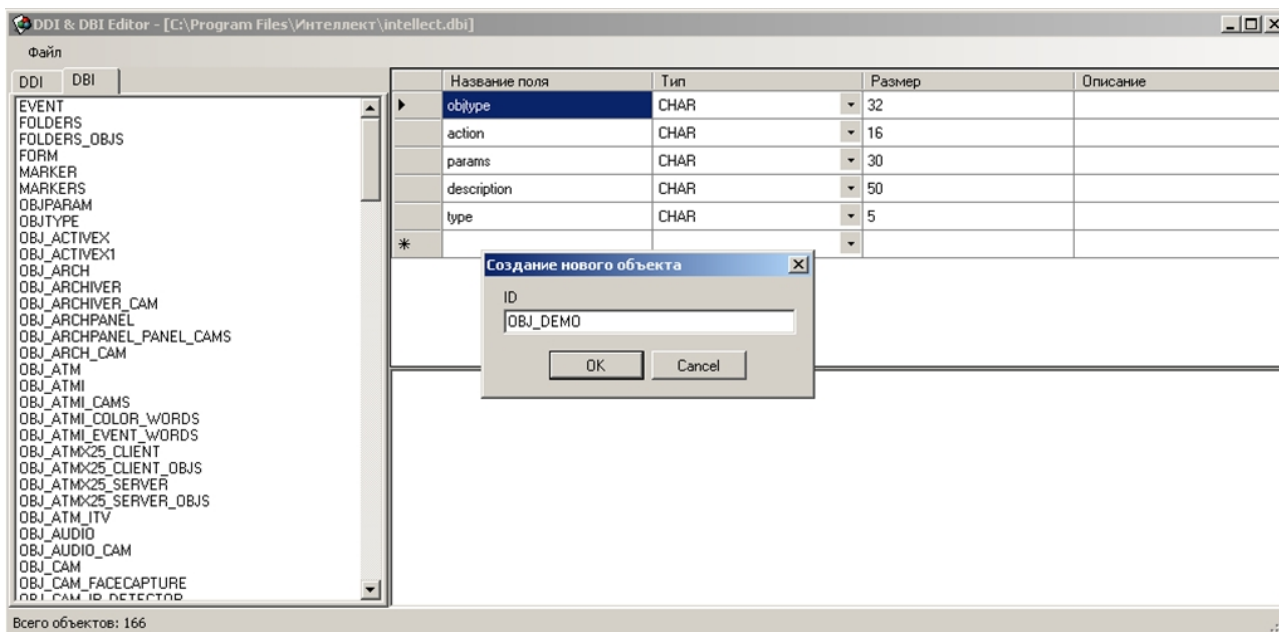 DDI & DBI Editor - [C:\Program Files\Интеллект\intellect.dbi]
Файл
DDI DBI
EVENT
FOLDERS
FOLDERS_OBJS
FORM
MARKER
MARKERS
OBJPARAM
OBJTYPE
OBJ_ACTIVEX
OBJ_ACTIVEX1
OBJ_ARCH
OBJ_ARCHIVER
OBJ_ARCHIVER_CAM
OBJ_ARCHPANEL
OBJ_ARCHPANEL_PANEL_CAMS
OBJ_ARCH_CAM
OBJ_ATM
OBJ_ATMI
OBJ_ATMI_CAMS
OBJ_ATMI_COLOR_WORDS
OBJ_ATMI_EVENT_WORDS
OBJ_ATMX25_CLIENT
OBJ_ATMX25_CLIENT_OBJS
OBJ_ATMX25_SERVER
OBJ_ATMX25_SERVER_OBJS
OBJ_ATM_ITV
OBJ_AUDIO
OBJ_AUDIO_CAM
OBJ_CAM
OBJ_CAM_FACECAPTURE
OBJ_CAM_IR_DETECTOR
Название поля Тип Размер Описание
objtype CHAR 32
action CHAR 16
params CHAR 30
description CHAR 50
type CHAR 5
Создание нового объекта
ID
OBJ_DEMO
OK Cancel
Всего объектов: 166